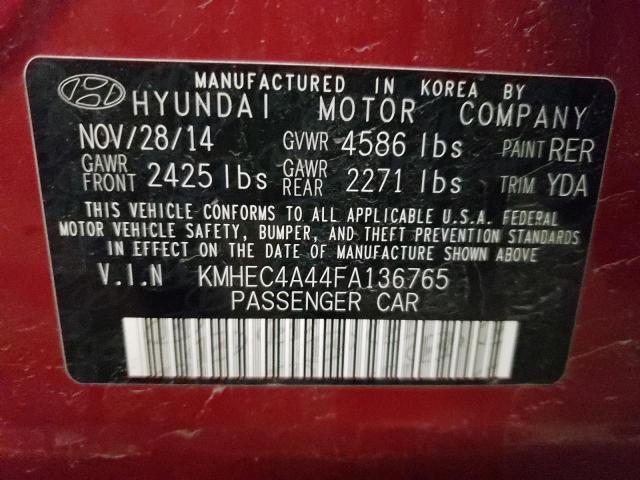 MANUFACTURED IN KOREA BY
HYUNDAI MOTOR COMPANY
NOV/28/14 GVWR 4586 lbs PAINT RER
GAWR FRONT 2425 lbs GAWR REAR 2271 lbs TRIM YDA
THIS VEHICLE CONFORMS TO ALL APPLICABLE U.S.A. FEDERAL
MOTOR VEHICLE SAFETY, BUMPER, AND THEFT PREVENTION STANDARDS
IN EFFECT ON THE DATE OF MANUFACTURE SHOWN ABOVE
V.I.N KMHEC4A44FA136765
PASSENGER CAR